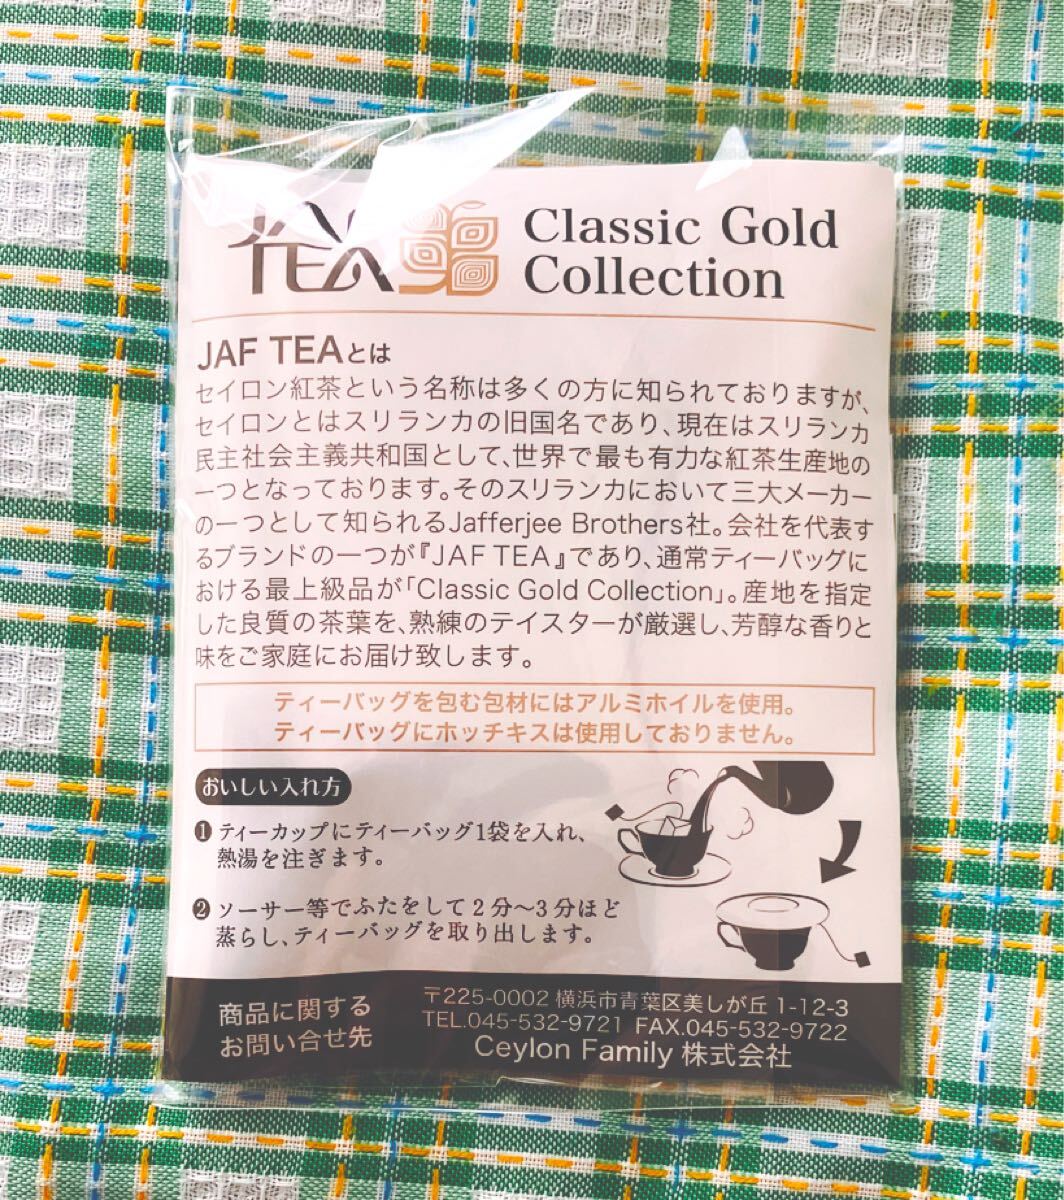 JAF TEA
Classic Gold
Collection
JAF TEAとは
セイロン紅茶という名称は多くの方に知られておりますが、
セイロンとはスリランカの旧国名であり、現在はスリランカ
民主社会主義共和国として、世界で最も有力な紅茶生産地の
一つとなっております。そのスリランカにおいて三大メーカー
の一つとして知られるJafferjee Brothers社。会社を代表す
るブランドの一つが『JAF TEA』であり、通常ティーバッグに
おける最上級品が「Classic Gold Collection」。産地を指定
した良質の茶葉を、熟練のテイスターが厳選し、芳醇な香りと
味をご家庭にお届け致します。
ティーバッグを包む包材にはアルミホイルを使用。
ティーバッグにホッチキスは使用しておりません。
おいしい入れ方
❶ ティーカップにティーバッグ1袋を入れ、
熱湯を注ぎます。
❷ ソーサー等でふたをして2分〜3分ほど
蒸らし、ティーバッグを取り出します。
商品に関する
お問い合せ先
〒225-0002 横浜市青葉区美しが丘 1-12-3
TEL.045-532-9721 FAX.045-532-9722
Ceylon Family 株式会社